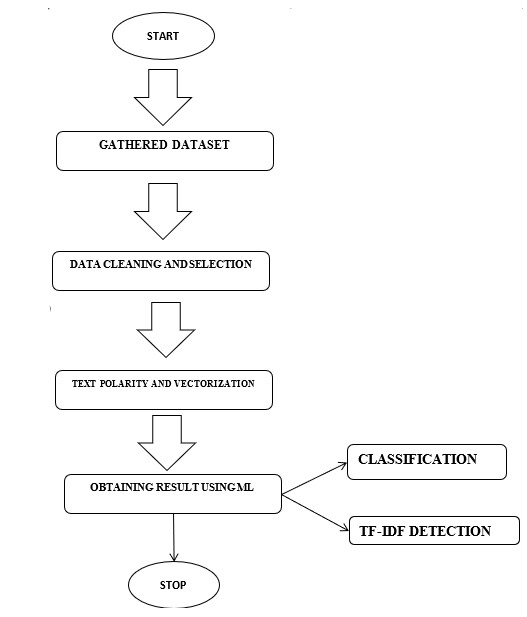 START
GATHERED DATASET
DATA CLEANING AND SELECTION
TEXT POLARITY AND VECTORIZATION
OBTAINING RESULT USING ML
CLASSIFICATION
TF-IDF DETECTION
STOP